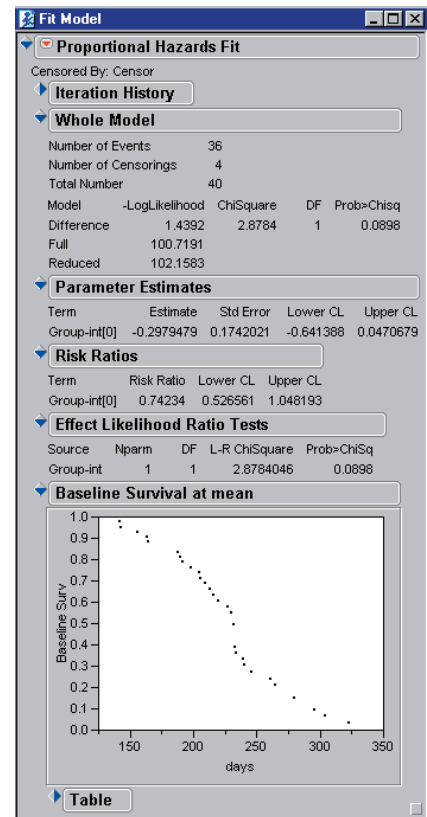 Fit Model
Proportional Hazards Fit
Censored By: Censor
Iteration History
Whole Model
Number of Events 36
Number of Censorings 4
Total Number 40
Model -LogLikelihood ChiSquare DF Prob>Chisq
Difference 1.4392 2.8784 1 0.0898
Full 100.7191
Reduced 102.1583
Parameter Estimates
Term Estimate Std Error Lower CL Upper CL
Group-int[0] -0.2979479 0.1742021 -0.641388 0.0470679
Risk Ratios
Term Risk Ratio Lower CL Upper CL
Group-int[0] 0.74234 0.526561 1.048193
Effect Likelihood Ratio Tests
Source Nparm DF L-R ChiSquare Prob>ChiSq
Group-int 1 1 2.8784046 0.0898
Baseline Survival at mean
1.0
0.9
0.8
0.7
0.6
0.5
0.4
0.3
0.2
0.1
0.0
Baseline Surv
150 200 250 300 350
days
Table